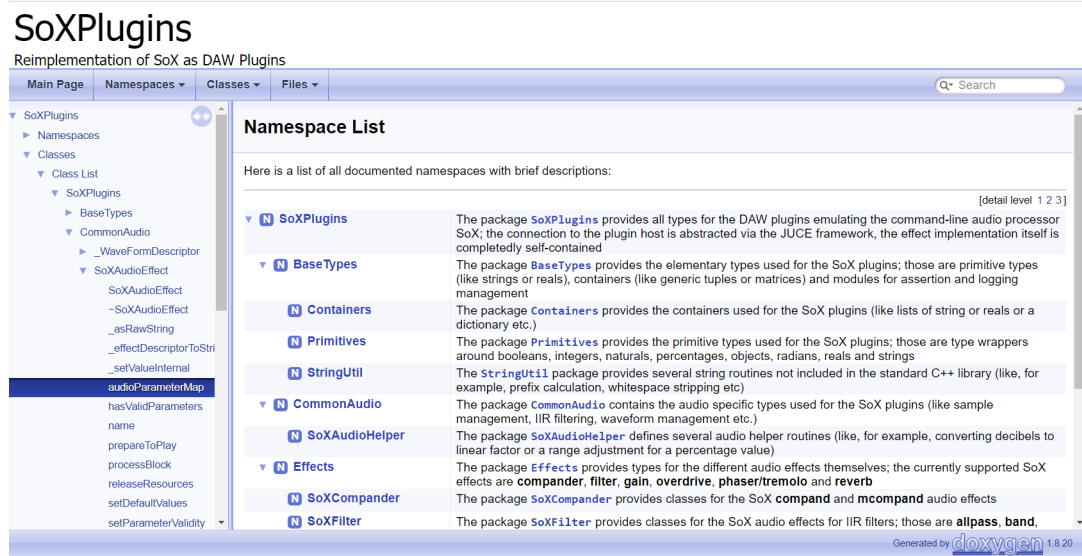 SoXPlugins
Reimplementation of SoX as DAW Plugins
Main Page
Namespaces
Classes
Files
Search
SoXPlugins
Namespaces
Classes
Class List
SoXPlugins
BaseTypes
CommonAudio
_WaveFormDescriptor
SoXAudioEffect
SoXAudioEffect
~SoXAudioEffect
_asRawString
_effectDescriptorToStri
_setValueInternal
audioParameterMap
hasValidParameters
name
prepareToPlay
processBlock
releaseResources
setDefaultValues
setParameterValidity
Namespace List
Here is a list of all documented namespaces with brief descriptions:
[detail level 1 2 3]
N SoXPlugins
The package SoXPlugins provides all types for the DAW plugins emulating the command-line audio processor
SoX; the connection to the plugin host is abstracted via the JUCE framework, the effect implementation itself is
completedly self-contained
N BaseTypes
The package BaseTypes provides the elementary types used for the SoX plugins; those are primitive types
(like strings or reals), containers (like generic tuples or matrices) and modules for assertion and logging
management
N Containers
The package Containers provides the containers used for the SoX plugins (like lists of string or reals or a
dictionary etc.)
N Primitives
The package Primitives provides the primitive types used for the SoX plugins; those are type wrappers
around booleans, integers, naturals, percentages, objects, radians, reals and strings
N StringUtil
The StringUtil package provides several string routines not included in the standard C++ library (like, for
example, prefix calculation, whitespace stripping etc)
N CommonAudio
The package CommonAudio contains the audio specific types used for the SoX plugins (like sample
management, IIR filtering, waveform management etc.)
N SoXAudioHelper
The package SoXAudioHelper defines several audio helper routines (like, for example, converting decibels to
linear factor or a range adjustment for a percentage value)
N Effects
The package Effects provides types for the different audio effects themselves; the currently supported SoX
effects are compander, filter, gain, overdrive, phaser/tremolo and reverb
N SoXCompander
The package SoXCompander provides classes for the SoX compand and mcompand audio effects
N SoXFilter
The package SoXFilter provides classes for the SoX audio effects for IIR filters; those are allpass, band,
Generated by doxygen 1.8.20